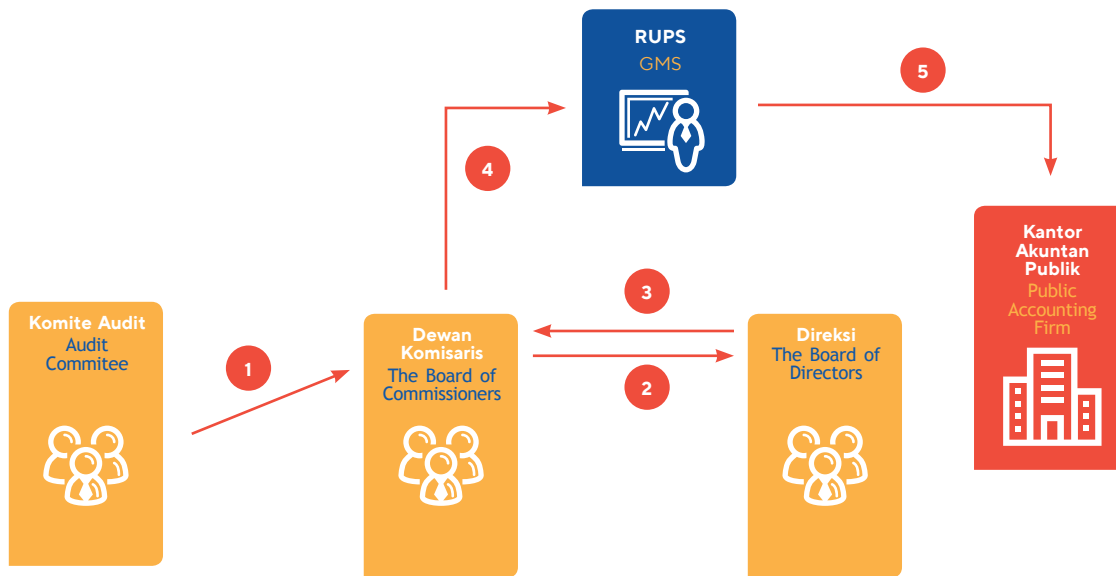 RUPS
GMS
5
4
Kantor
Akuntan
Publik
Public
Accounting
Firm
3
Komite Audit
Audit
Commitee
Dewan
Komisaris
The Board of
Commissioners
Direksi
The Board of
Directors
1
2